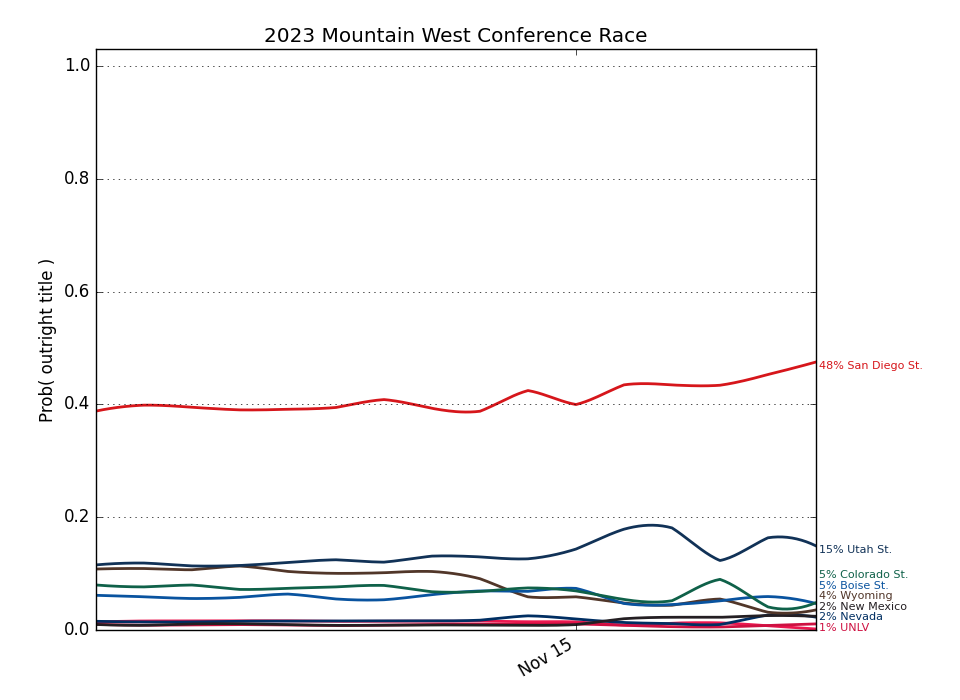 2023 Mountain West Conference Race
Prob( outright title )
1.0
0.8
0.6
0.4
0.2
0.0
Nov 15
48% San Diego St.
15% Utah St.
5% Colorado St.
5% Boise St.
4% Wyoming
2% New Mexico
2% Nevada
1% UNLV